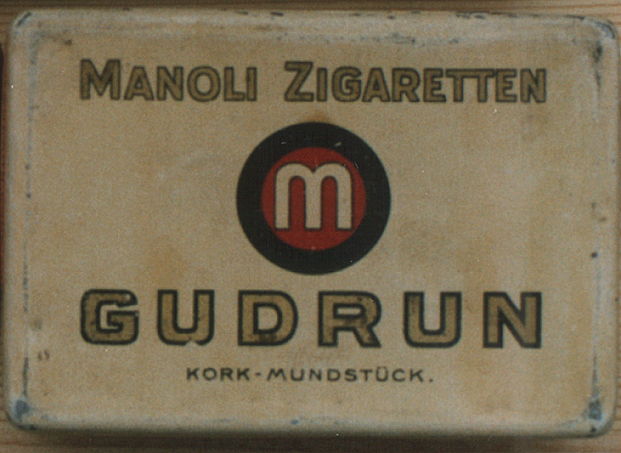 MANOLI ZIGARETTEN
m
GUDRUN
KORK-MUNDSTÜCK.